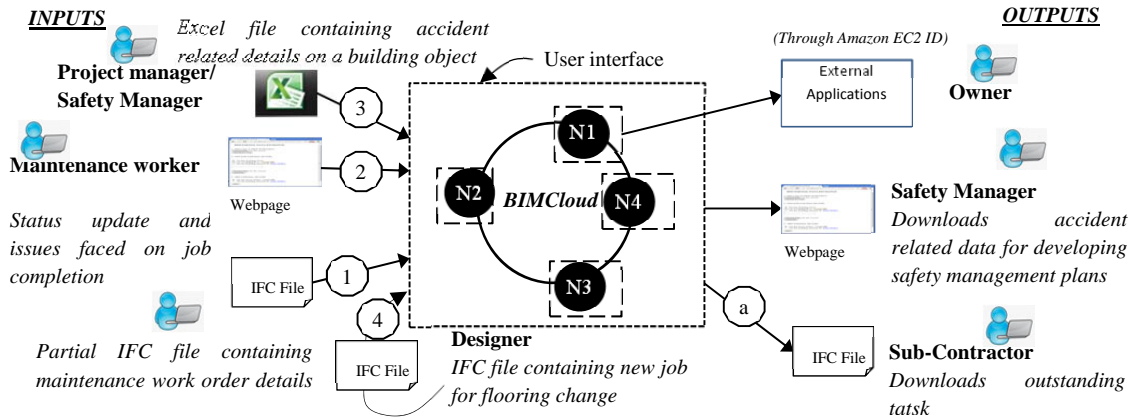 INPUTS
Excel file containing accident
related details on a building object
Project manager/
Safety Manager
3
Maintenance worker
2
Webpage
Status update and
issues faced on job
completion
IFC File
1
Partial IFC file containing
maintenance work order details
4
IFC File
Designer
IFC file containing new job
for flooring change
User interface
N1
N2
BIMCloud
N4
N3
OUTPUTS
(Through Amazon EC2 ID)
External
Applications
Owner
Webpage
Safety Manager
Downloads accident
related data for developing
safety management plans
a
IFC File
Sub-Contractor
Downloads outstanding
tatsk